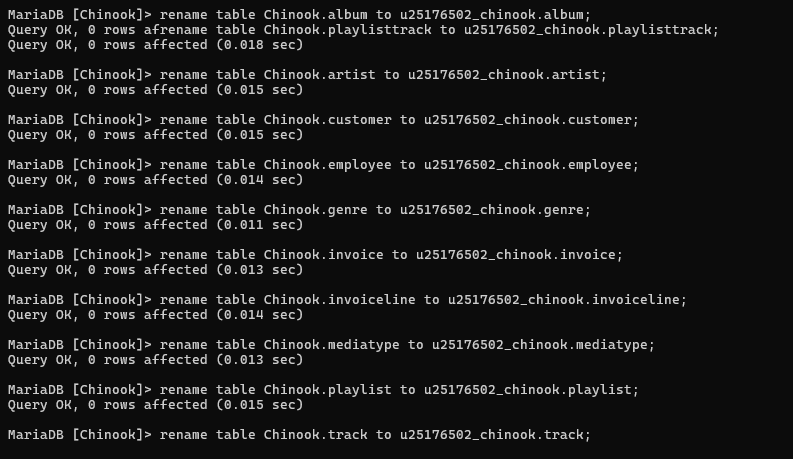 MariaDB [Chinook]> rename table Chinook.album to u25176502_chinook.album;
Query OK, 0 rows afrename table Chinook.playlisttrack to u25176502_chinook.playlisttrack;
Query OK, 0 rows affected (0.018 sec)
MariaDB [Chinook]> rename table Chinook.artist to u25176502_chinook.artist;
Query OK, 0 rows affected (0.015 sec)
MariaDB [Chinook]> rename table Chinook.customer to u25176502_chinook.customer;
Query OK, 0 rows affected (0.015 sec)
MariaDB [Chinook]> rename table Chinook.employee to u25176502_chinook.employee;
Query OK, 0 rows affected (0.014 sec)
MariaDB [Chinook]> rename table Chinook.genre to u25176502_chinook.genre;
Query OK, 0 rows affected (0.011 sec)
MariaDB [Chinook]> rename table Chinook.invoice to u25176502_chinook.invoice;
Query OK, 0 rows affected (0.013 sec)
MariaDB [Chinook]> rename table Chinook.invoiceline to u25176502_chinook.invoiceline;
Query OK, 0 rows affected (0.014 sec)
MariaDB [Chinook]> rename table Chinook.mediatype to u25176502_chinook.mediatype;
Query OK, 0 rows affected (0.013 sec)
MariaDB [Chinook]> rename table Chinook.playlist to u25176502_chinook.playlist;
Query OK, 0 rows affected (0.015 sec)
MariaDB [Chinook]> rename table Chinook.track to u25176502_chinook.track;